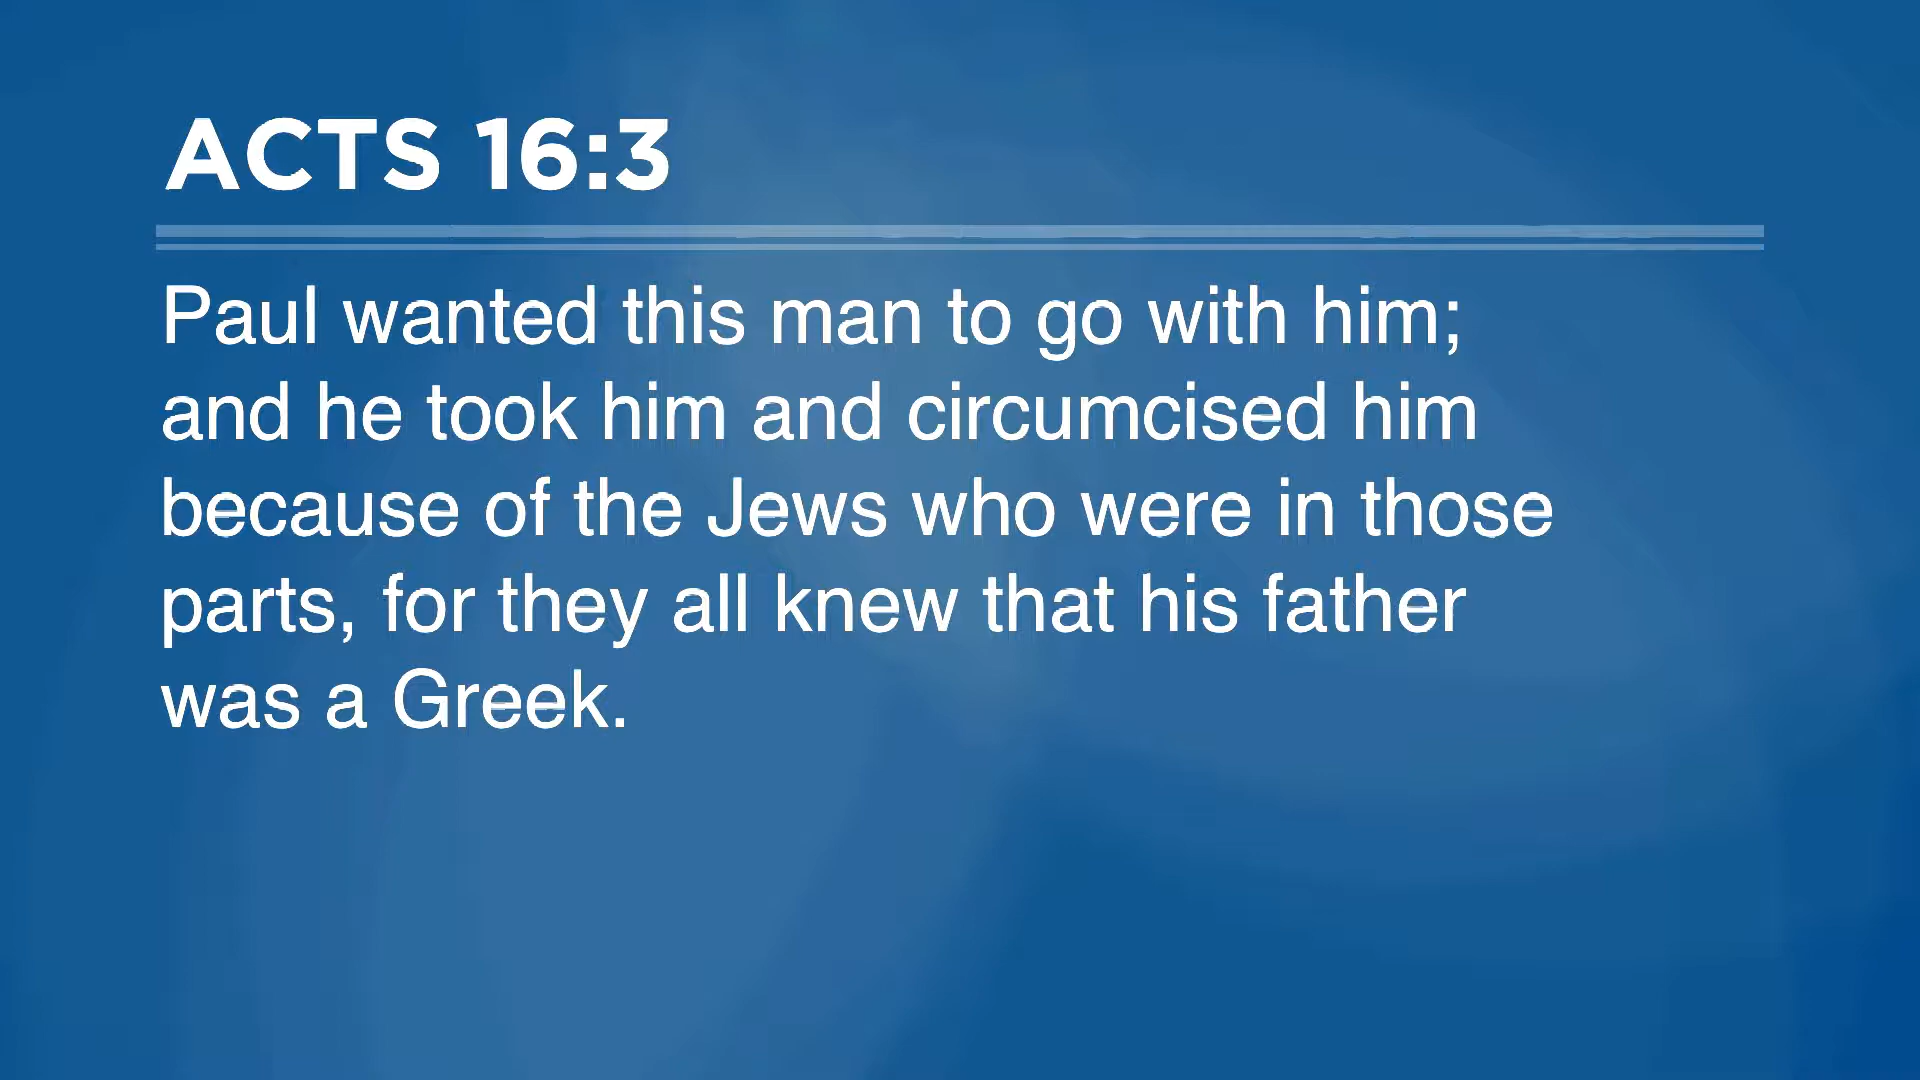 ACTS 16:3
Paul wanted this man to go with him;
and he took him and circumcised him
because of the Jews who were in those
parts, for they all knew that his father
was a Greek.